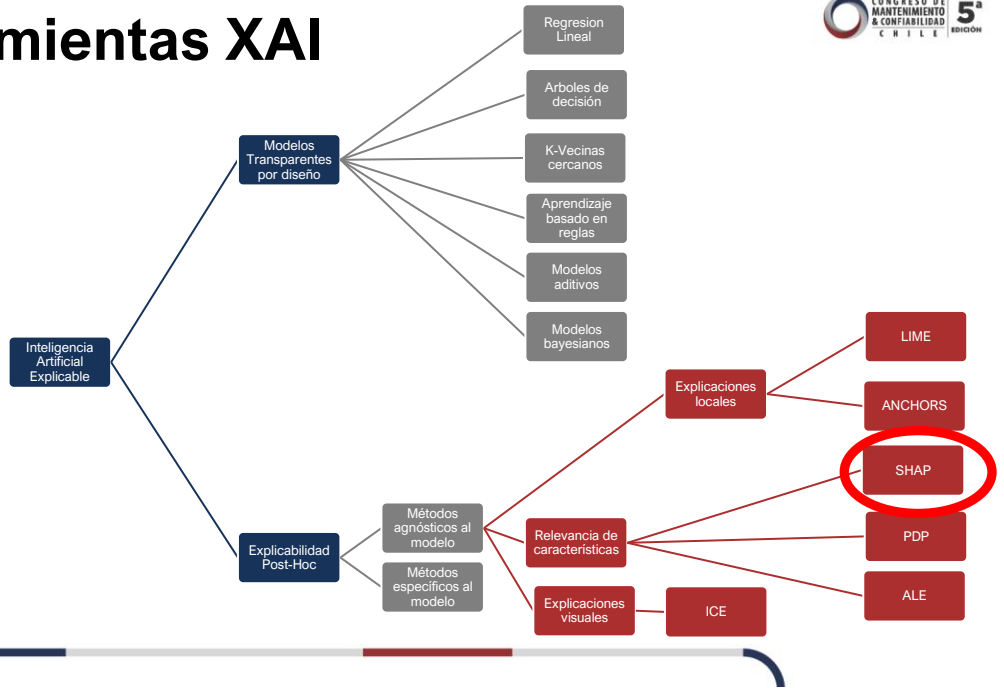 mientas XAI
CONGRESO DE
MANTENIMIENTO
& CONFIABILIDAD
CHILE
5ª
EDICIÓN
Regresion
Lineal
Arboles de
decisión
K-Vecinas
cercanos
Aprendizaje
basado en
reglas
Modelos
aditivos
Modelos
bayesianos
Modelos
Transparentes
por diseño
Inteligencia
Artificial
Explicable
Explicabilidad
Post-Hoc
Métodos
agnósticos al
modelo
Métodos
específicos al
modelo
Explicaciones
locales
Relevancia de
características
Explicaciones
visuales
LIME
ANCHORS
SHAP
PDP
ALE
ICE